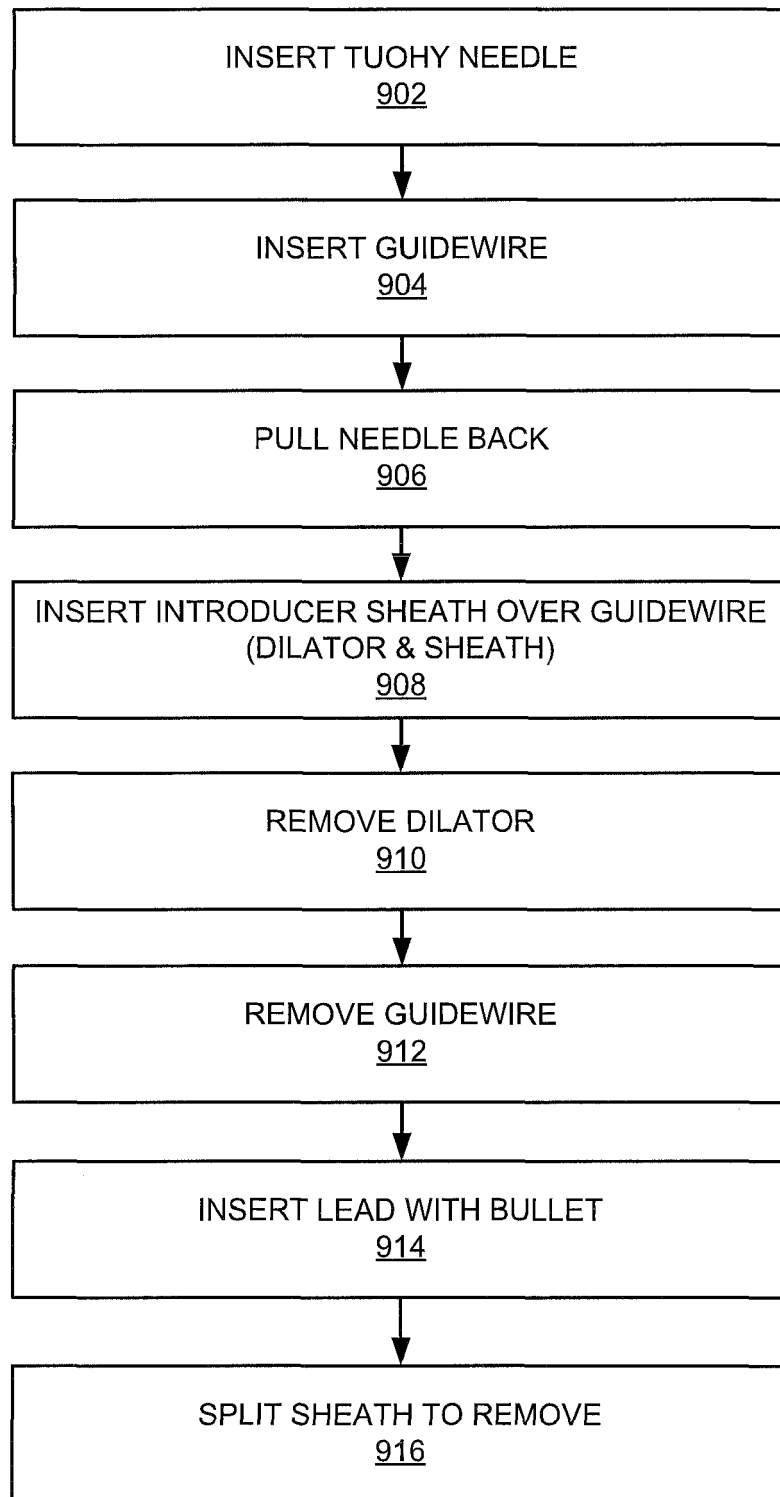 INSERT TUOHY NEEDLE
902
INSERT GUIDEWIRE
904
PULL NEEDLE BACK
906
INSERT INTRODUCER SHEATH OVER GUIDEWIRE
(DILATOR & SHEATH)
908
REMOVE DILATOR
910
REMOVE GUIDEWIRE
912
INSERT LEAD WITH BULLET
914
SPLIT SHEATH TO REMOVE
916